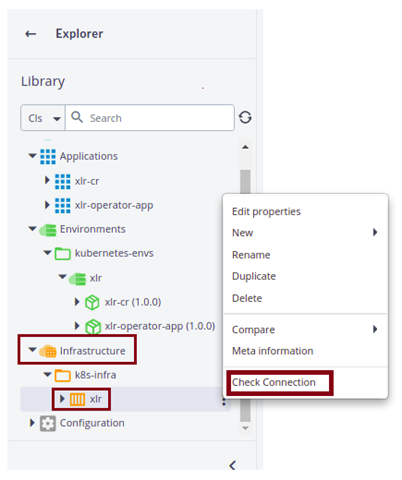 Explorer
Library
CIs
Search
Applications
xlr-cr
xlr-operator-app
Environments
kubernetes-envs
xlr
xlr-cr (1.0.0)
xlr-operator-app (1.0.0)
Infrastructure
k8s-infra
xlr
Configuration
Edit properties
New
Rename
Duplicate
Delete
Compare
Meta information
Check Connection